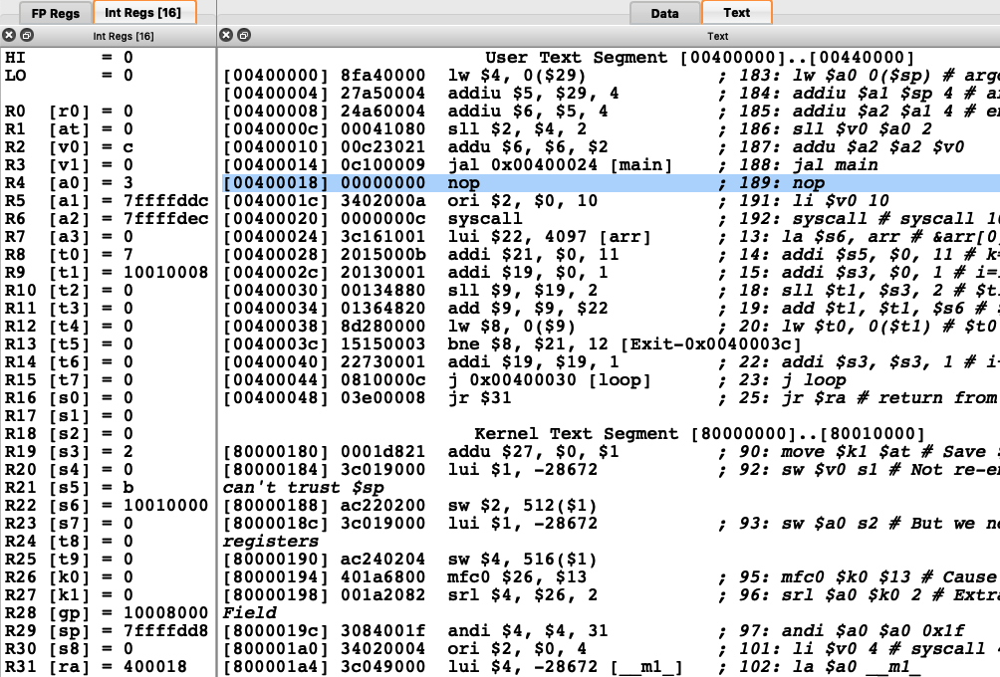 FP Regs Int Regs [16] Data Text
Int Regs [16] Text
HI = 0
LO = 0
R0 [r0] = 0
R1 [at] = 0
R2 [v0] = c
R3 [v1] = 0
R4 [a0] = 3
R5 [a1] = 7ffffddc
R6 [a2] = 7ffffdec
R7 [a3] = 0
R8 [t0] = 7
R9 [t1] = 10010008
R10 [t2] = 0
R11 [t3] = 0
R12 [t4] = 0
R13 [t5] = 0
R14 [t6] = 0
R15 [t7] = 0
R16 [s0] = 0
R17 [s1] = 0
R18 [s2] = 0
R19 [s3] = 2
R20 [s4] = 0
R21 [s5] = b
R22 [s6] = 10010000
R23 [s7] = 0
R24 [t8] = 0
R25 [t9] = 0
R26 [k0] = 0
R27 [k1] = 0
R28 [gp] = 10008000
R29 [sp] = 7ffffdd8
R30 [s8] = 0
R31 [ra] = 400018
User Text Segment [00400000]..[00440000]
[00400000] 8fa40000 lw $4, 0($29) ; 183: lw $a0 0($sp) # argc
[00400004] 27a50004 addiu $5, $29, 4 ; 184: addiu $a1 $sp 4 #
[00400008] 24a60004 addiu $6, $5, 4 ; 185: addiu $a2 $a1 4 #
[0040000c] 00041080 sll $2, $4, 2 ; 186: sll $v0 $a0 2
[00400010] 00c23021 addu $6, $6, $2 ; 187: addu $a2 $a2 $v0
[00400014] 0c100009 jal 0x00400024 [main] ; 188: jal main
[00400018] 00000000 nop ; 189: nop
[0040001c] 3402000a ori $2, $0, 10 ; 191: li $v0 10
[00400020] 0000000c syscall ; 192: syscall # syscall
[00400024] 3c161001 lui $22, 4097 [arr] ; 13: la $s6, arr # &arr[0
[00400028] 2015000b addi $21, $0, 11 ; 14: addi $s5, $0, 11 # k=
[0040002c] 20130001 addi $19, $0, 1 ; 15: addi $s3, $0, 1 # i=
[00400030] 00134880 sll $9, $19, 2 ; 18: sll $t1, $s3, 2 #
[00400034] 01364820 add $9, $9, $22 ; 19: add $t1, $t1, $s6 #
[00400038] 8d280000 lw $8, 0($9) ; 20: lw $t0, 0($t1) # $t0
[0040003c] 15150003 bne $8, $21, 12 [Exit-0x0040003c]
[00400040] 22730001 addi $19, $19, 1 ; 22: addi $s3, $s3, 1 #
[00400044] 0810000c j 0x00400030 [loop] ; 23: j loop
[00400048] 03e00008 jr $31 ; 25: jr $ra # return from
Kernel Text Segment [80000000]..[80010000]
[80000180] 0001d821 addu $27, $0, $1 ; 90: move $k1 $at # Save
[80000184] 3c019000 lui $1, -28672 ; 92: sw $v0 s1 # Not
can't trust $sp
[80000188] ac220200 sw $2, 512($1)
[8000018c] 3c019000 lui $1, -28672 ; 93: sw $a0 s2 # But we
registers
[80000190] ac240204 sw $4, 516($1)
[80000194] 401a6800 mfc0 $26, $13 ; 95: mfc0 $k0 $13 # Cause
[80000198] 001a2082 srl $4, $26, 2 ; 96: srl $a0 $k0 2 #
Field
[8000019c] 3084001f andi $4, $4, 31 ; 97: andi $a0 $a0 0x1f
[800001a0] 34020004 ori $2, $0, 4 ; 101: li $v0 4 # syscall
[800001a4] 3c049000 lui $4, -28672 [__m1_] ; 102: la $a0 __m1_